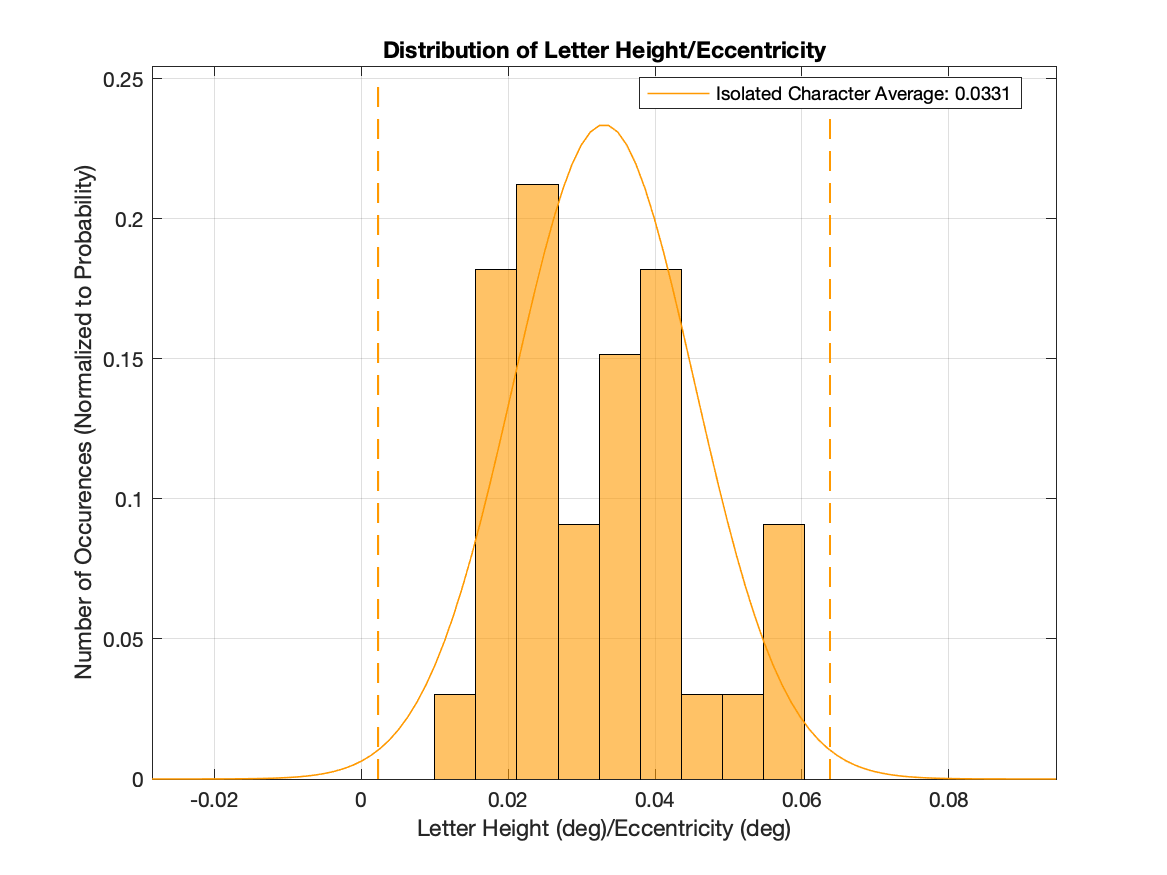 Distribution of Letter Height/Eccentricity
Isolated Character Average: 0.0331
Number of Occurences (Normalized to Probability)
0.25
0.2
0.15
0.1
0.05
0
-0.02 0 0.02 0.04 0.06 0.08
Letter Height (deg)/Eccentricity (deg)